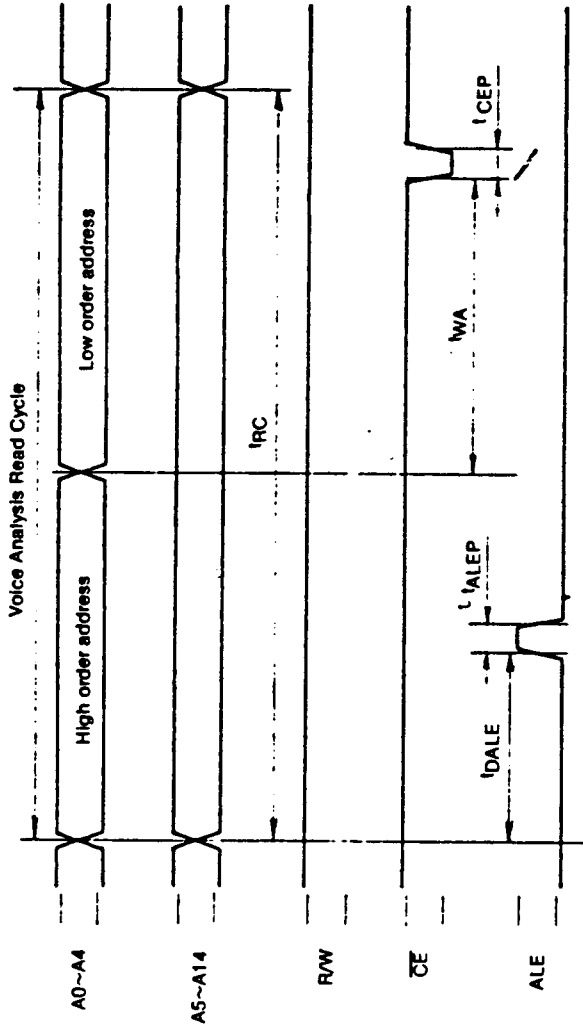 Voice Analysis Read Cycle
A0~A4
High order address
Low order address
A5~A14
tRC
R/W
CE
tWA
tCEP
ALE
tDALE
tALEP